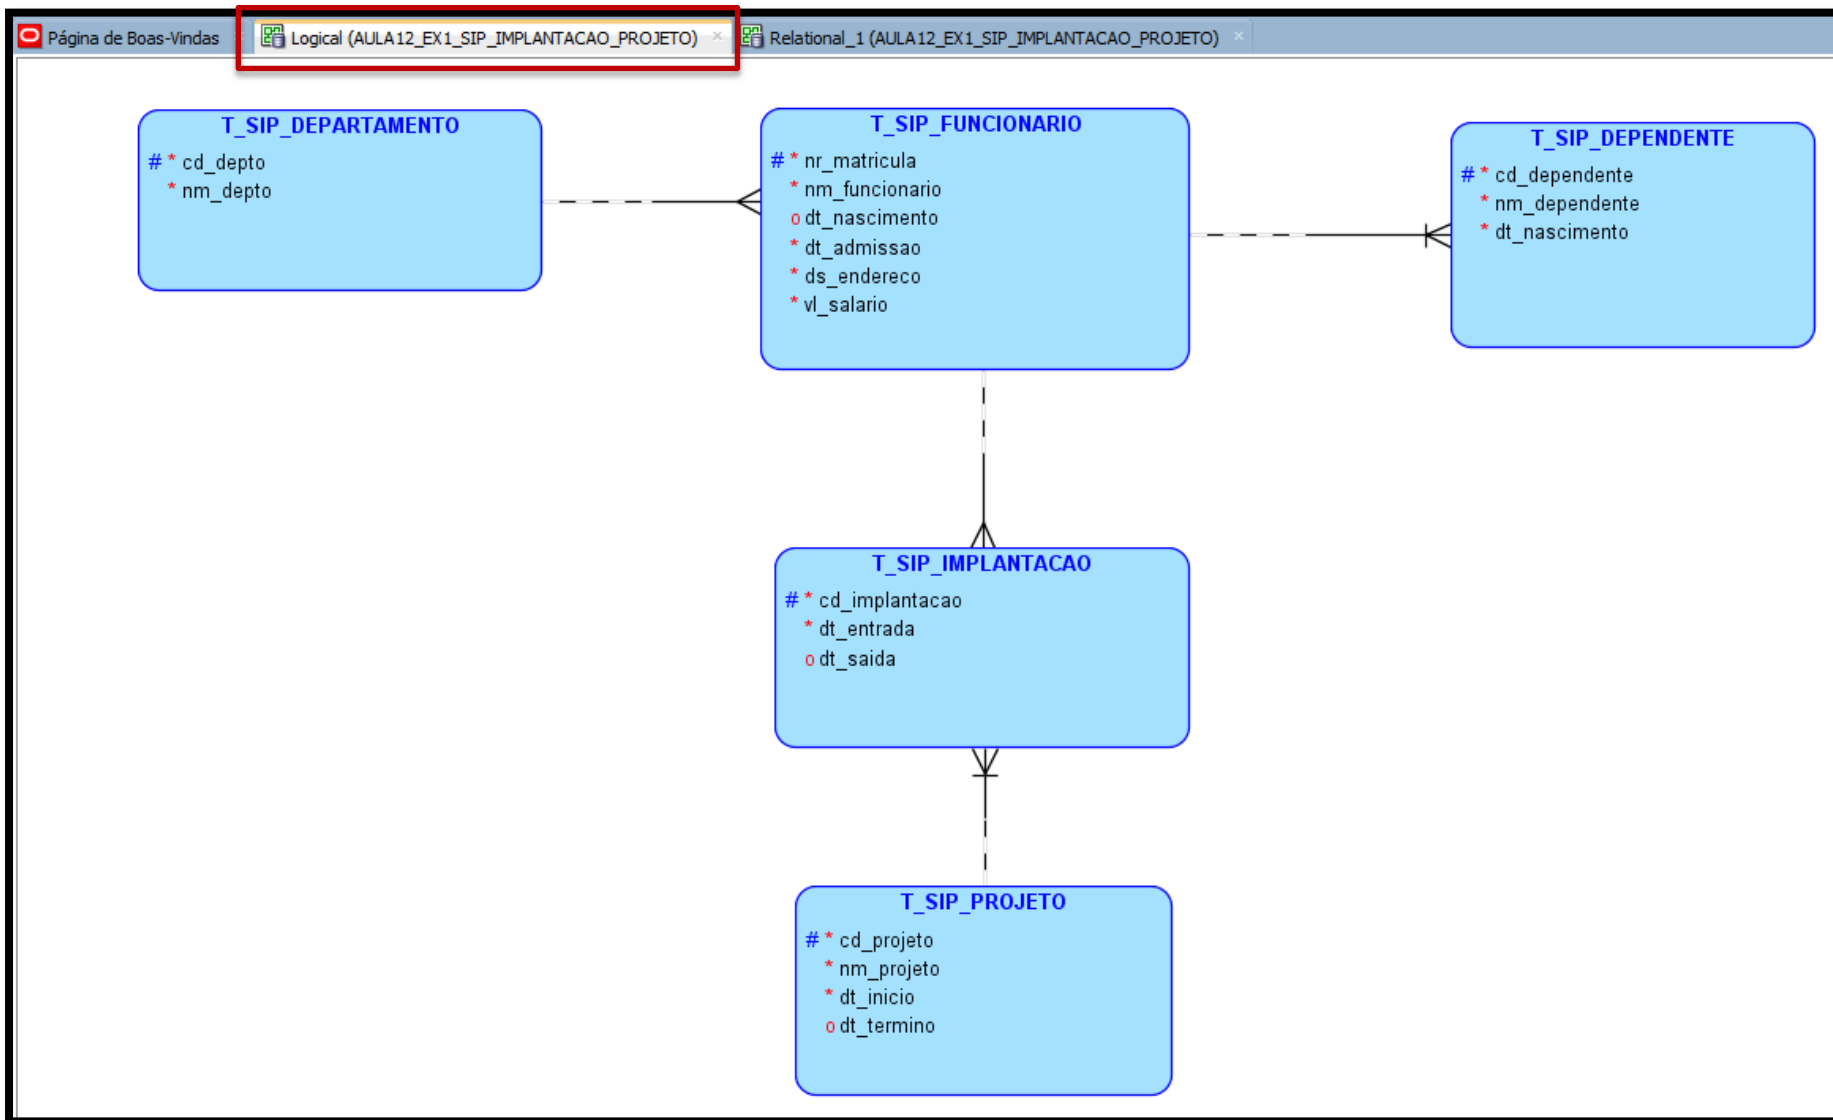 Página de Boas-Vindas
Logical (AULA12_EX1_SIP_IMPLANTACAO_PROJETO)
Relational_1 (AULA12_EX1_SIP_IMPLANTACAO_PROJETO)
T_SIP_DEPARTAMENTO
# * cd_depto
* nm_depto
T_SIP_FUNCIONARIO
# * nr_matricula
* nm_funcionario
o dt_nascimento
* dt_admissao
* ds_endereco
* vl_salario
T_SIP_DEPENDENTE
# * cd_dependente
* nm_dependente
* dt_nascimento
T_SIP_IMPLANTACAO
# * cd_implantacao
* dt_entrada
o dt_saida
T_SIP_PROJETO
# * cd_projeto
* nm_projeto
* dt_inicio
o dt_termino